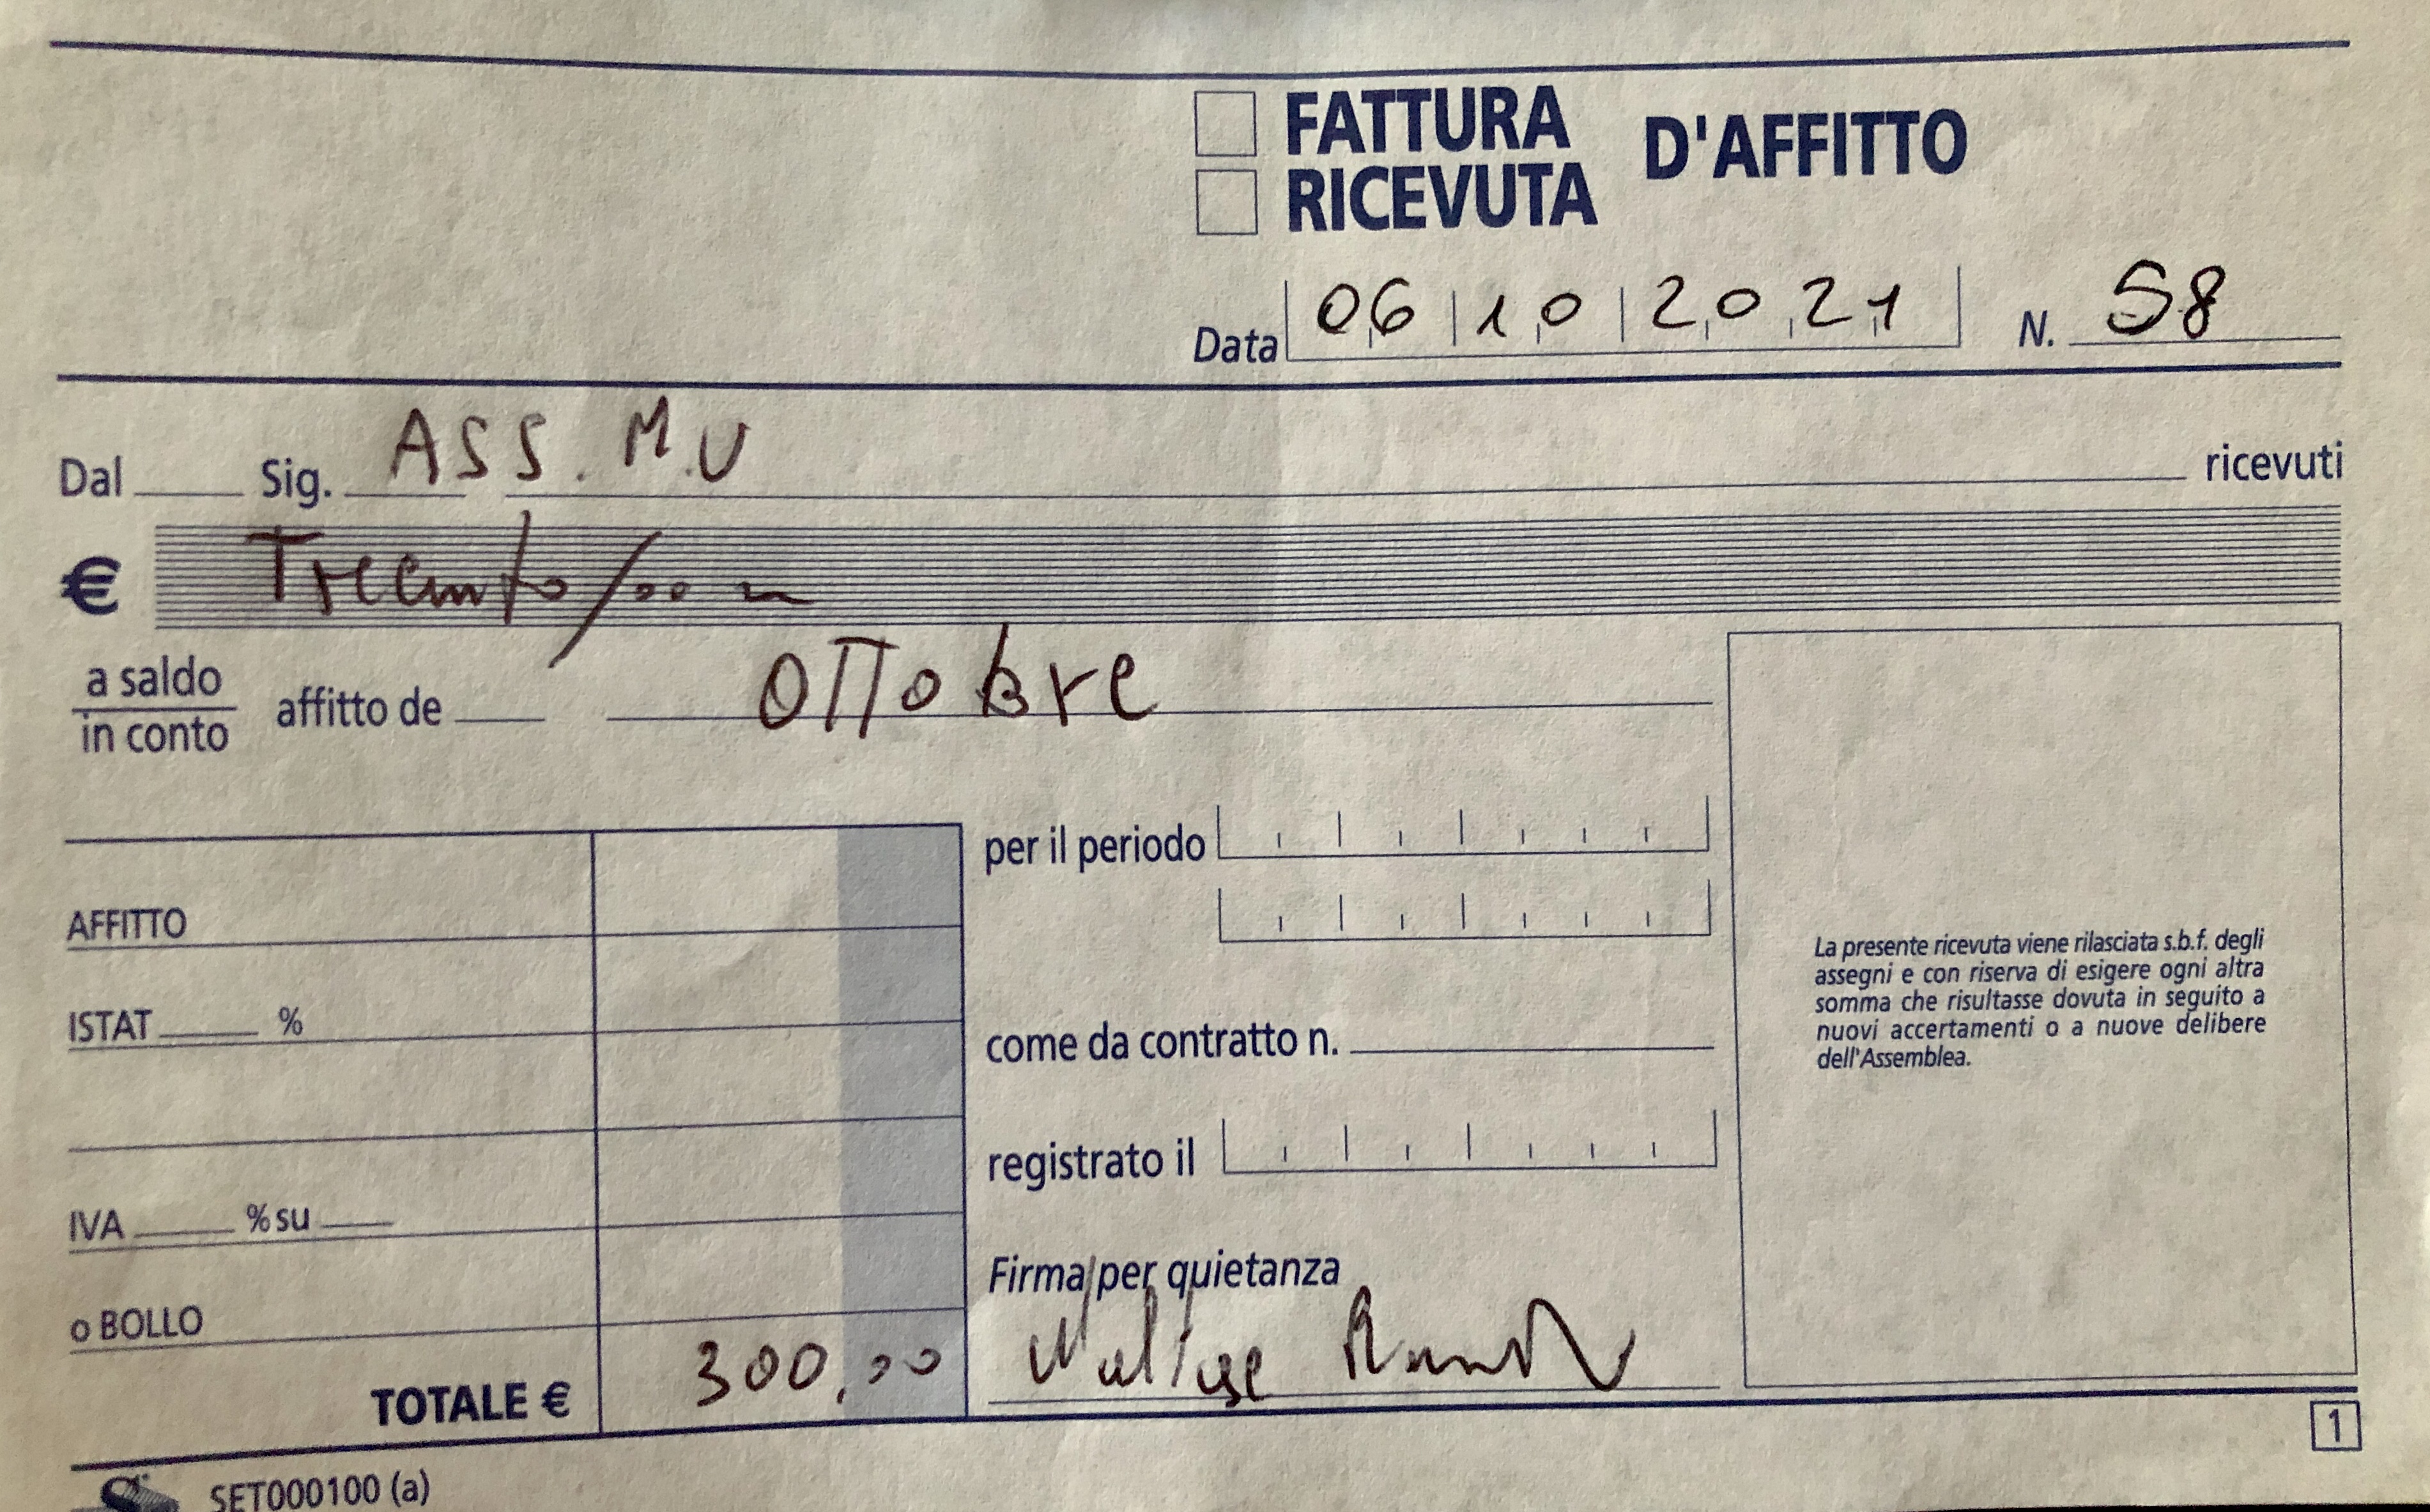 FATTURA
RICEVUTA D'AFFITTO
Data 06 10 2021 N. 58
Dal Sig. ASS. M.U ricevuti
€ Trecento/00
a saldo
in conto affitto de Ottobre
per il periodo
AFFITTO
ISTAT %
come da contratto n.
registrato il
IVA % su
o BOLLO
TOTALE € 300,00
Firma per quietanza
La presente ricevuta viene rilasciata s.b.f. degli
assegni e con riserva di esigere ogni altra
somma che risultasse dovuta in seguito a
nuovi accertamenti o a nuove delibere
dell'Assemblea.
1
SET000100 (a)